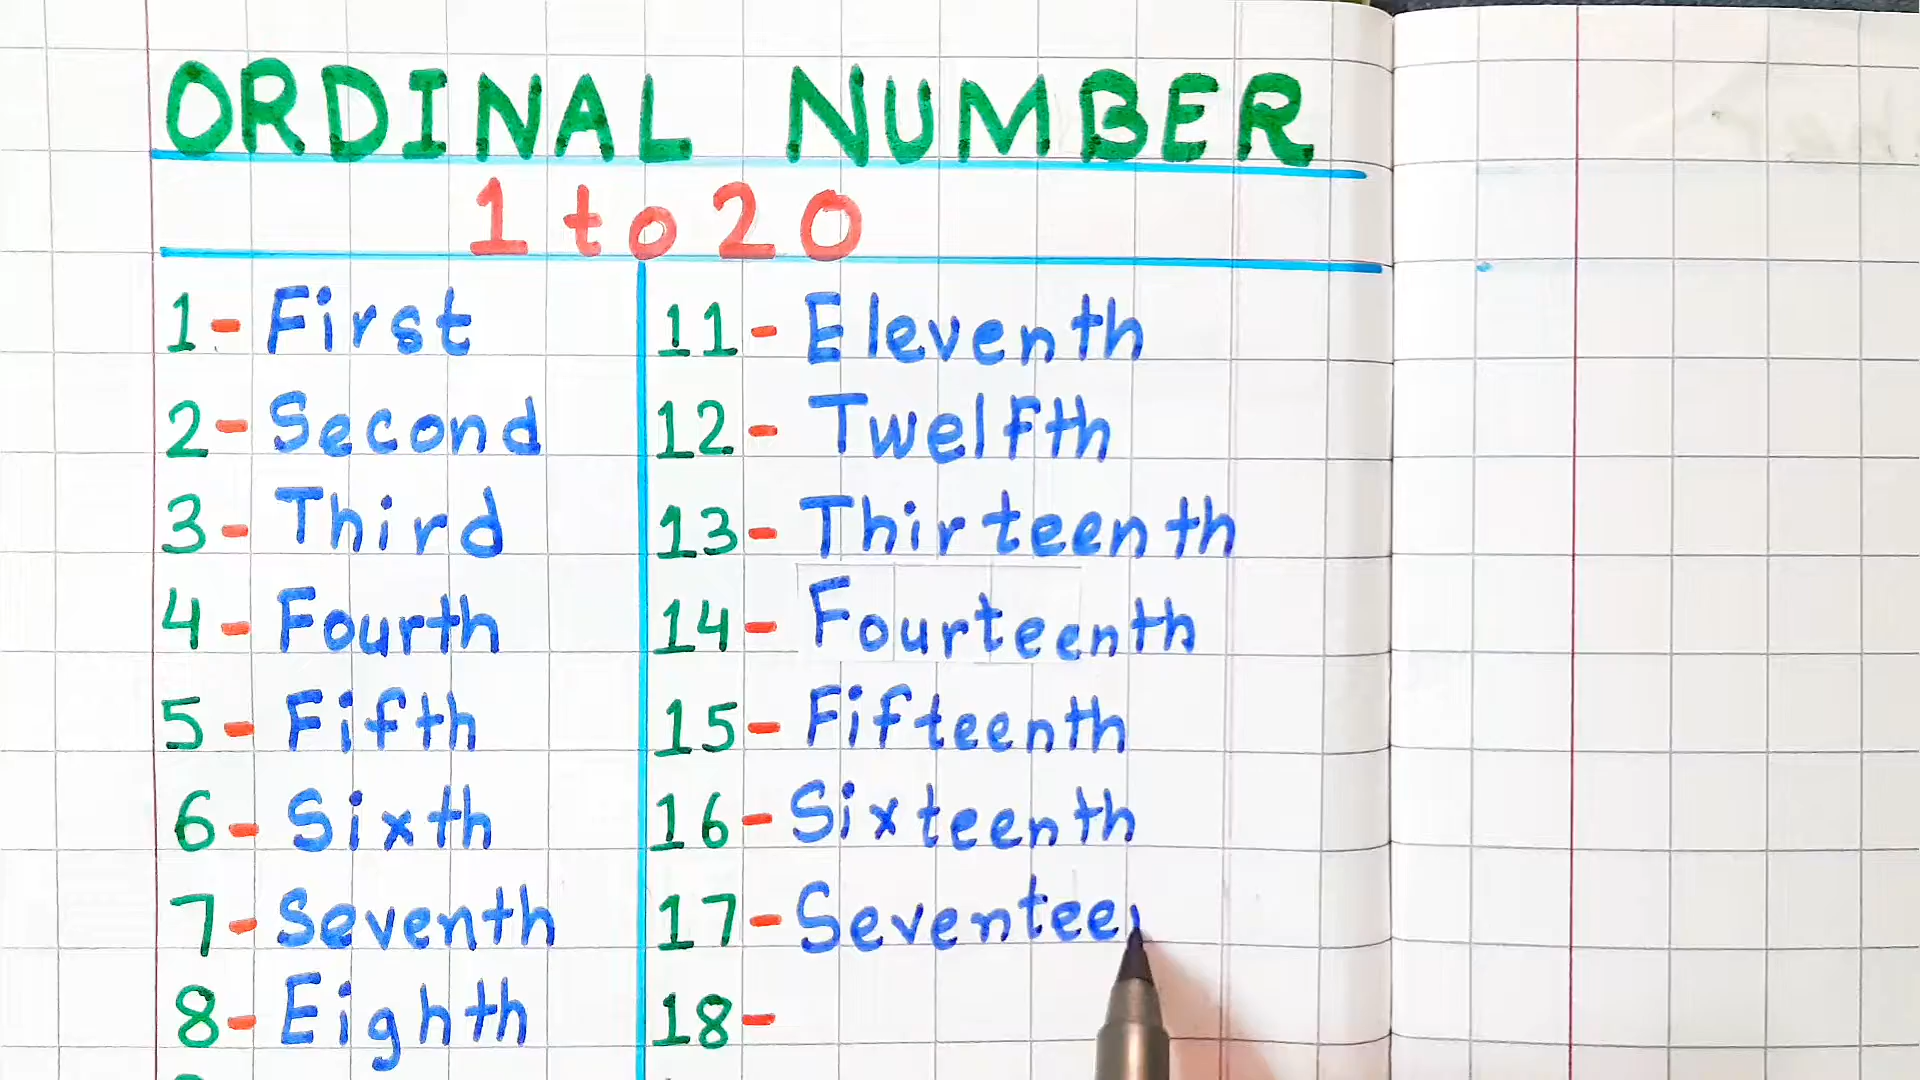 ORDINAL NUMBER
1 to 20
1- First
2- Second
3- Third
4- Fourth
5- Fifth
6- Sixth
7- Seventh
8- Eighth
11- Eleventh
12- Twelfth
13- Thirteenth
14- Fourteenth
15- Fifteenth
16- Sixteenth
17- Seventee
18-